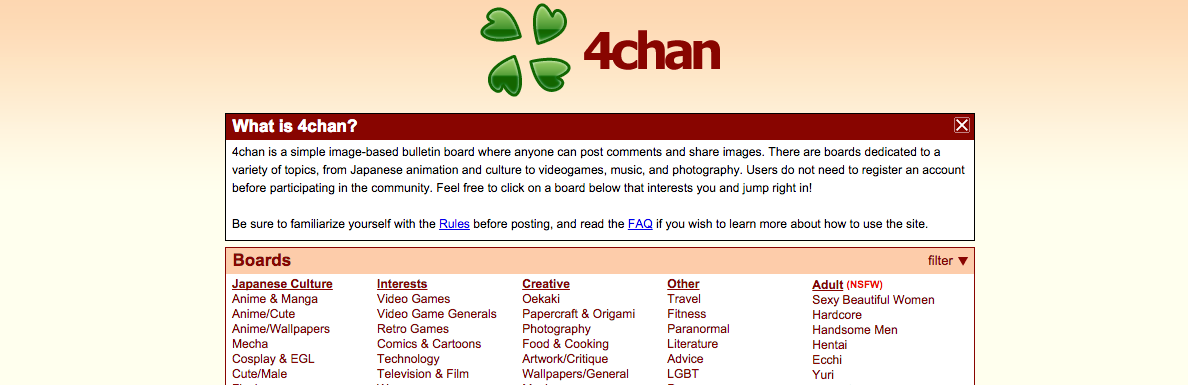 4chan
What is 4chan?
4chan is a simple image-based bulletin board where anyone can post comments and share images. There are boards dedicated to a
variety of topics, from Japanese animation and culture to videogames, music, and photography. Users do not need to register an account
before participating in the community. Feel free to click on a board below that interests you and jump right in!
Be sure to familiarize yourself with the Rules before posting, and read the FAQ if you wish to learn more about how to use the site.
Boards
filter ▼
Japanese Culture
Anime & Manga
Anime/Cute
Anime/Wallpapers
Mecha
Cosplay & EGL
Cute/Male
Interests
Video Games
Video Game Generals
Retro Games
Comics & Cartoons
Technology
Television & Film
Creative
Oekaki
Papercraft & Origami
Photography
Food & Cooking
Artwork/Critique
Wallpapers/General
Other
Travel
Fitness
Paranormal
Literature
Advice
LGBT
Adult (NSFW)
Sexy Beautiful Women
Hardcore
Handsome Men
Hentai
Ecchi
Yuri